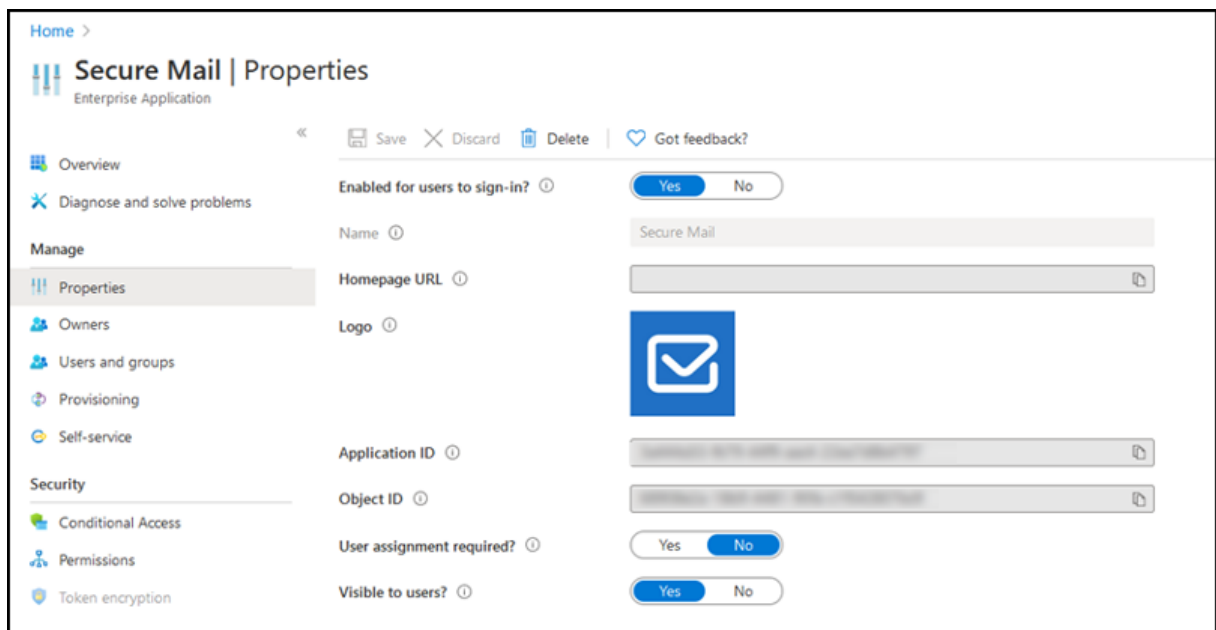 Home >
Secure Mail | Properties
Enterprise Application
«
Overview
Diagnose and solve problems
Manage
Properties
Owners
Users and groups
Provisioning
Self-service
Security
Conditional Access
Permissions
Token encryption
Save Discard Delete | Got feedback?
Enabled for users to sign-in? Yes No
Name Secure Mail
Homepage URL
Logo
Application ID
Object ID
User assignment required? Yes No
Visible to users? Yes No